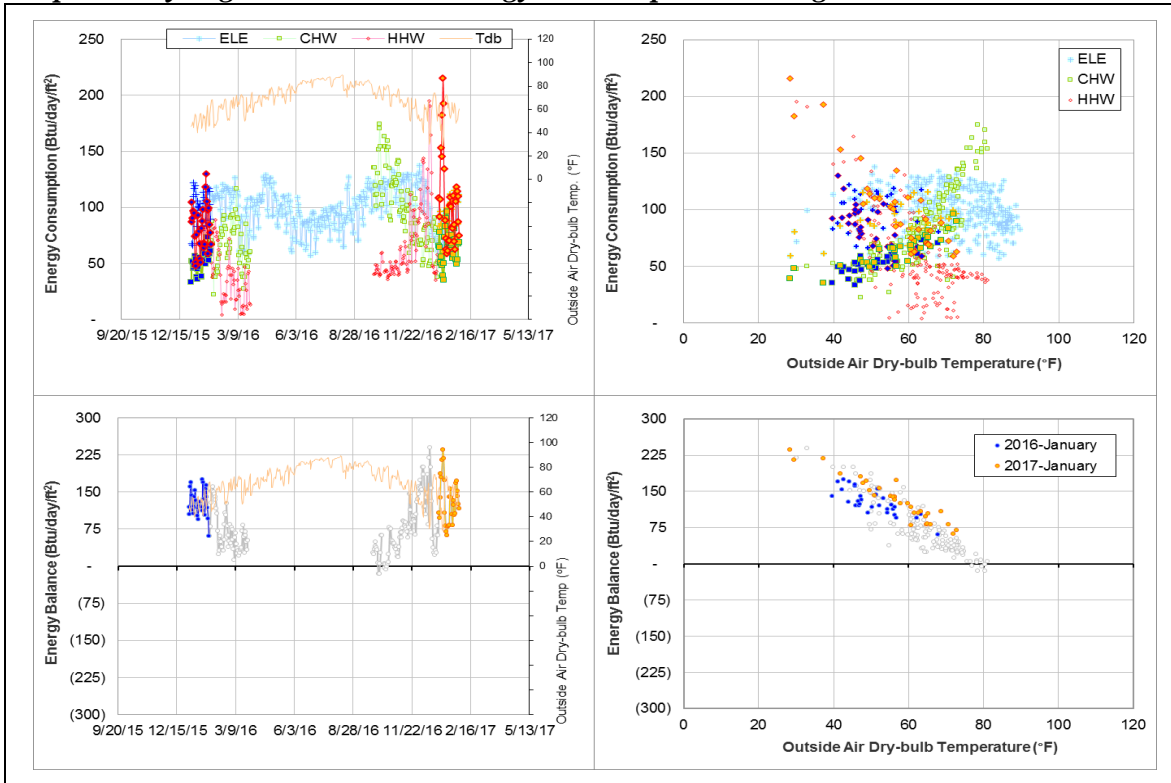 ELE CHW HHW Tdb
Energy Consumption (Btu/day/ft²)
250
200
150
100
50
-
120
100
80
60
40
20
0
Outside Air Dry-bulb Temp. (°F)
9/20/15 12/15/15 3/9/16 6/3/16 8/28/16 11/22/16 2/16/17 5/13/17
Energy Consumption (Btu/day/ft²)
250
200
150
100
50
-
ELE
CHW
HHW
0 20 40 60 80 100 120
Outside Air Dry-bulb Temperature (°F)
Energy Balance (Btu/day/ft²)
300
225
150
75
-
(75)
(150)
(225)
(300)
120
100
80
60
40
20
0
Outside Air Dry-bulb Temp (°F)
9/20/15 12/15/15 3/9/16 6/3/16 8/28/16 11/22/16 2/16/17 5/13/17
Energy Balance (Btu/day/ft²)
300
225
150
75
-
(75)
(150)
(225)
(300)
2016-January
2017-January
0 20 40 60 80 100 120
Outside Air Dry-bulb Temperature (°F)